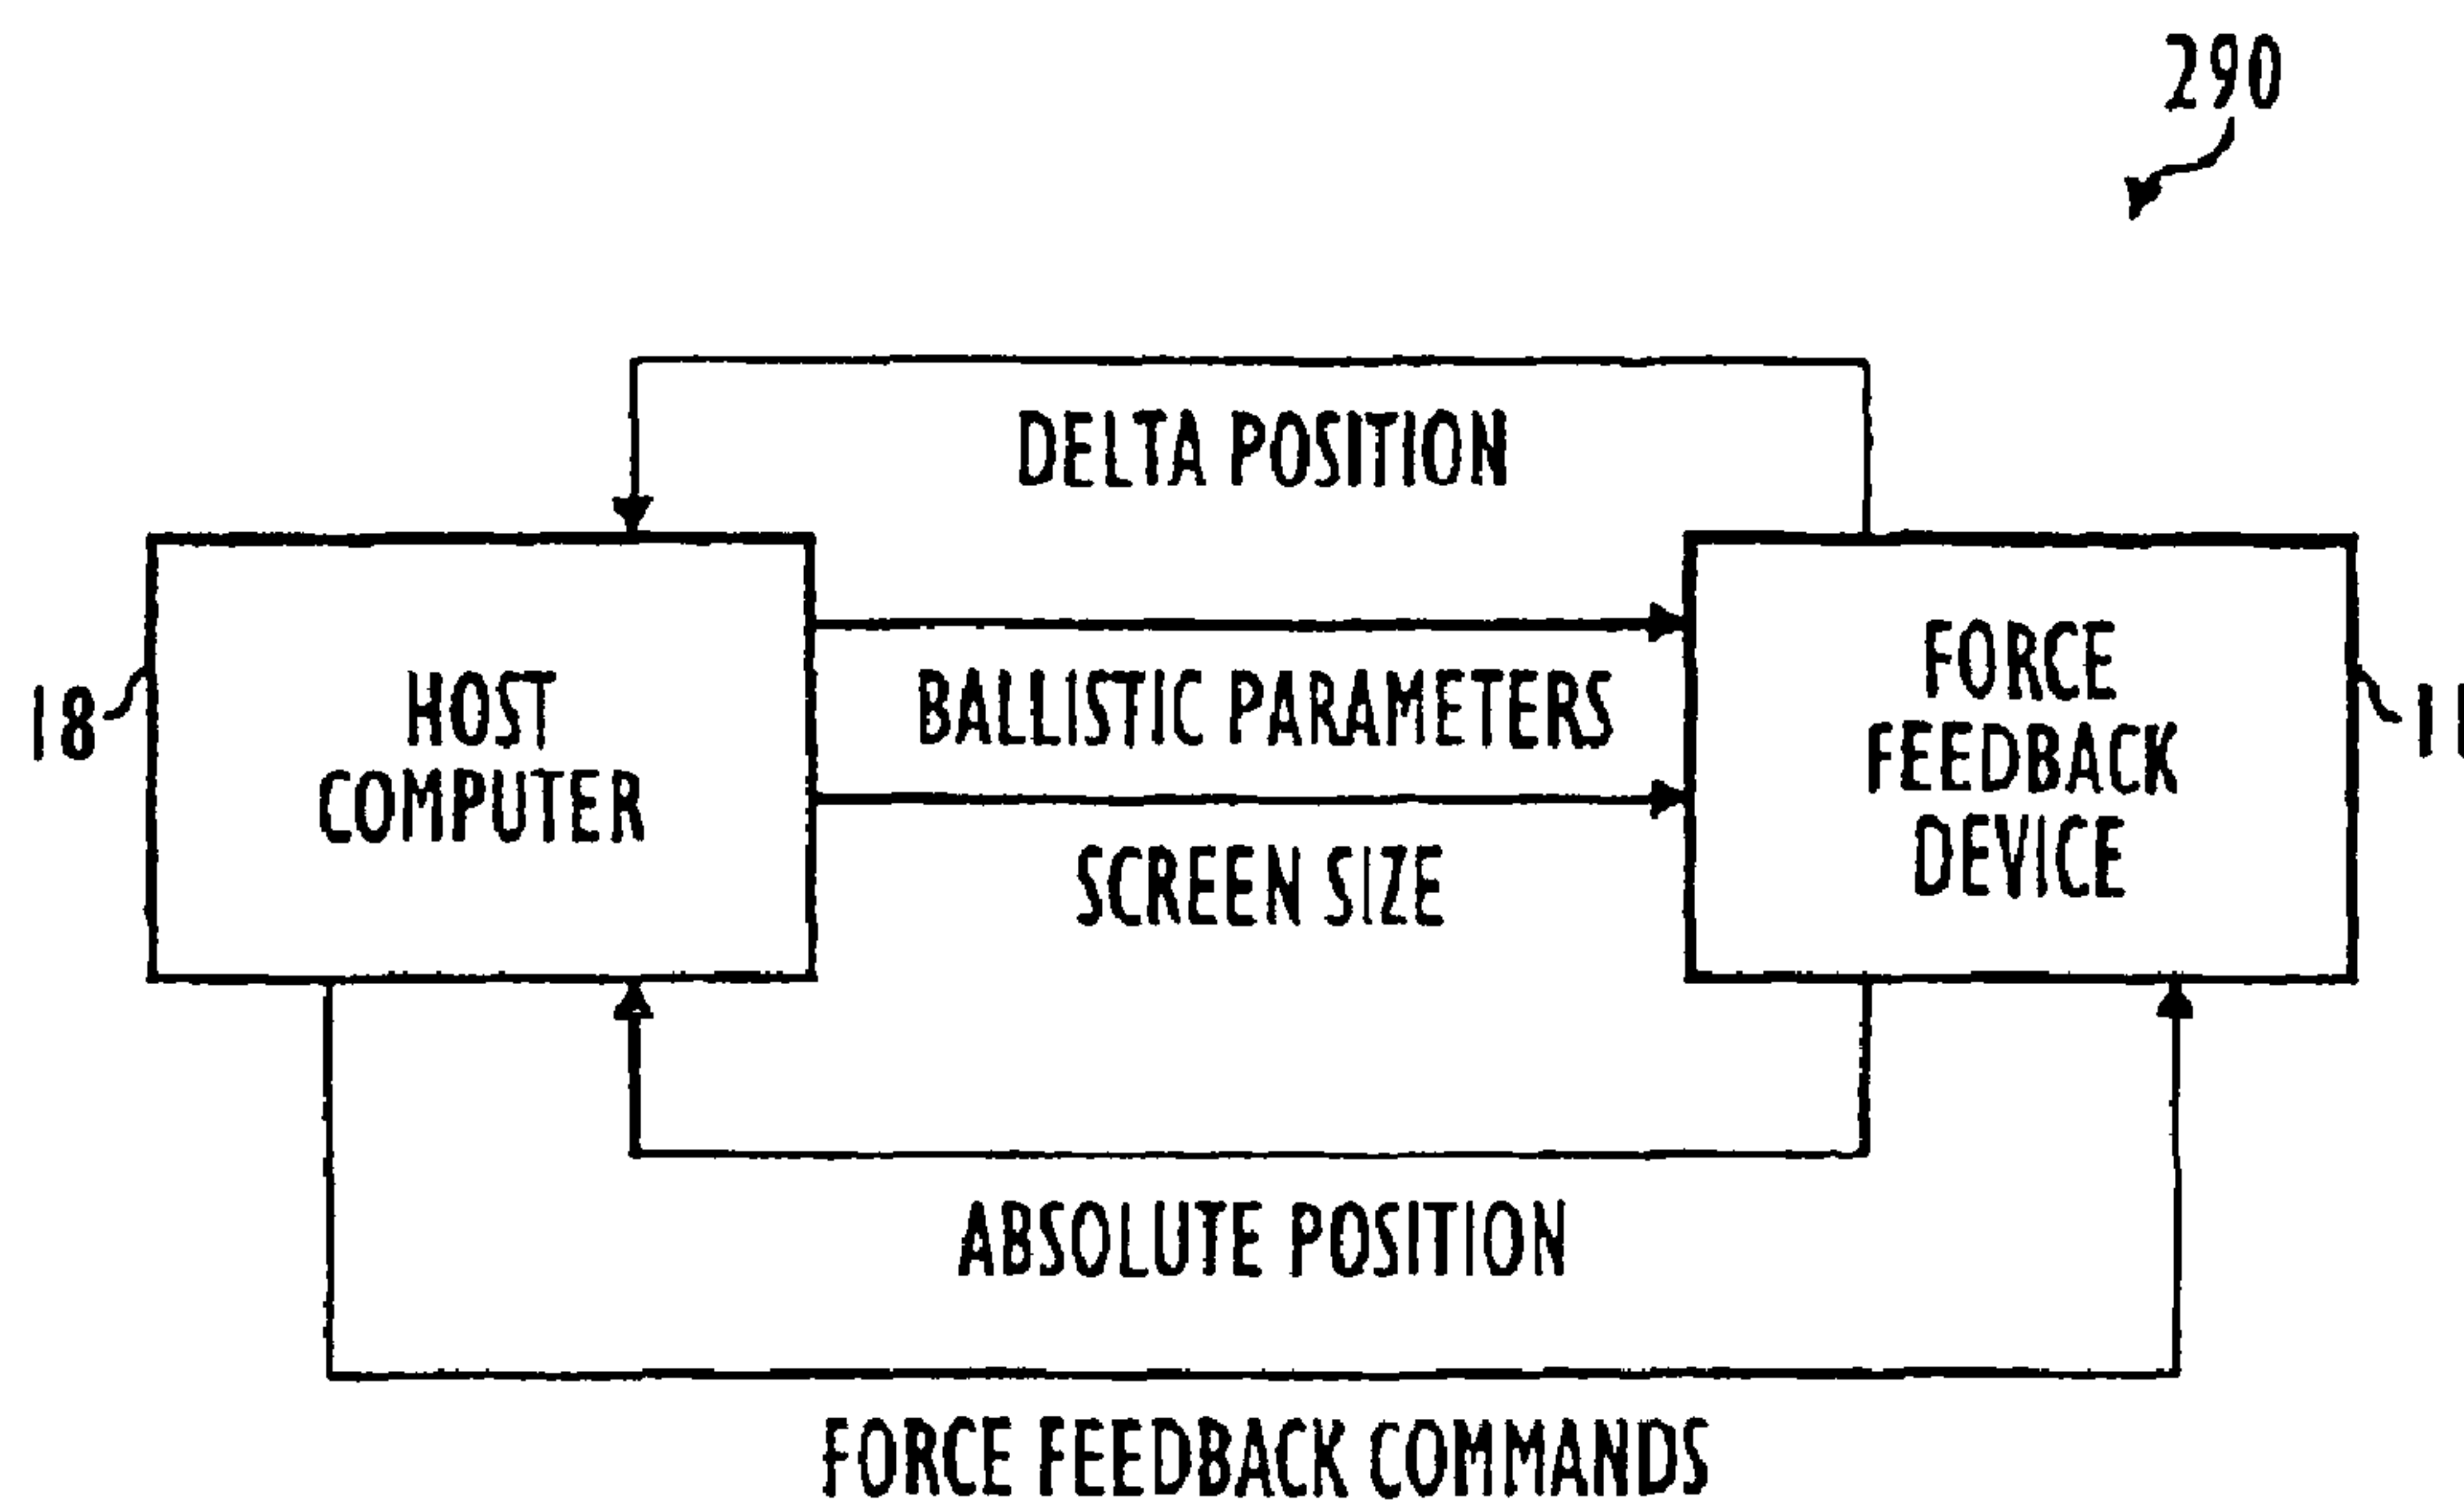 290
DELTA POSITION
HOST
COMPUTER
18
BALLISTIC PARAMETERS
SCREEN SIZE
FORCE
FEEDBACK
DEVICE
ABSOLUTE POSITION
FORCE FEEDBACK COMMANDS